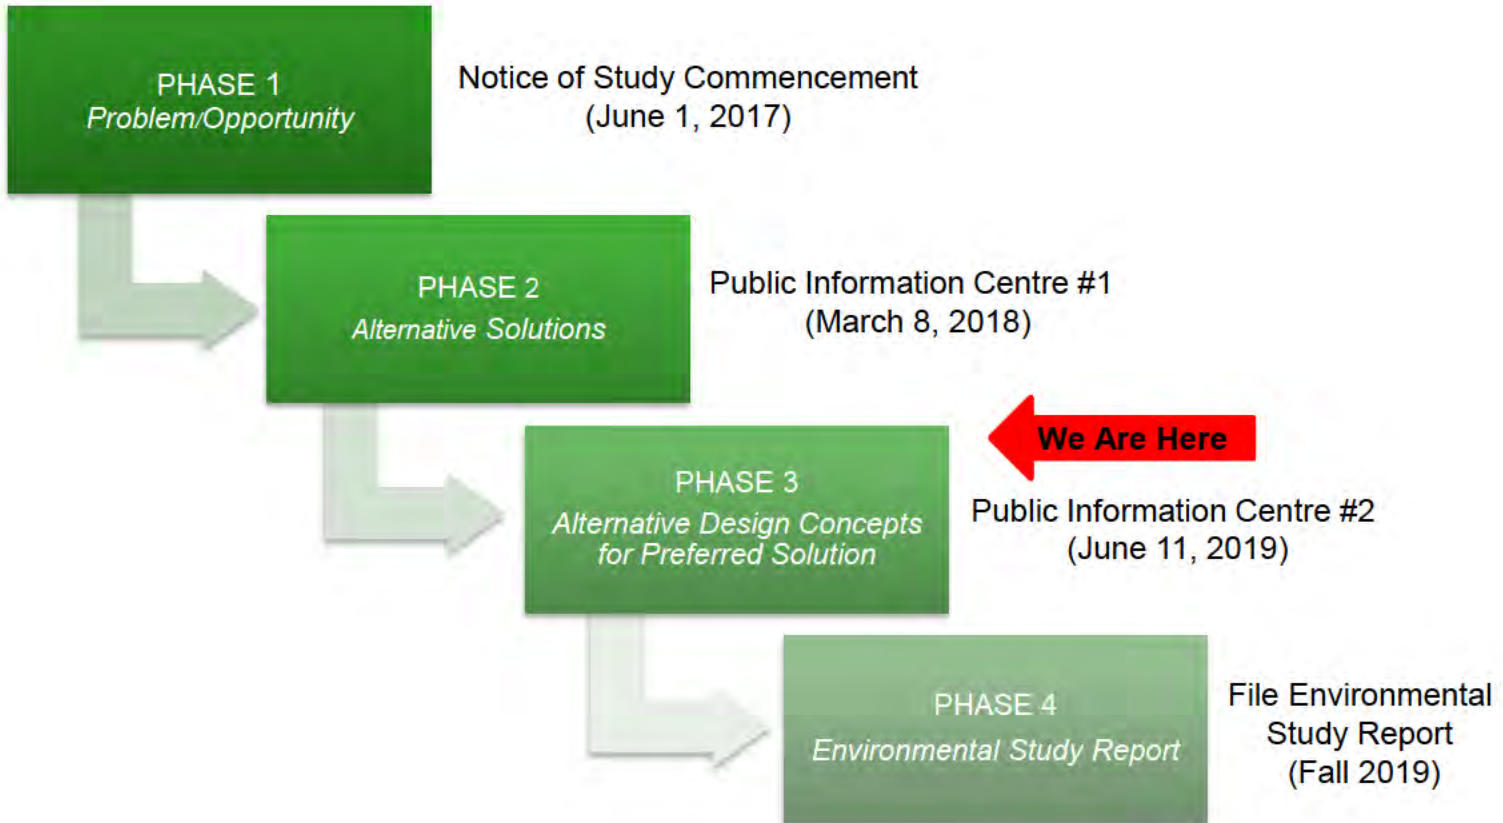 PHASE 1
Problem/Opportunity
Notice of Study Commencement
(June 1, 2017)
PHASE 2
Alternative Solutions
Public Information Centre #1
(March 8, 2018)
We Are Here
PHASE 3
Alternative Design Concepts
for Preferred Solution
Public Information Centre #2
(June 11, 2019)
PHASE 4
Environmental Study Report
File Environmental
Study Report
(Fall 2019)